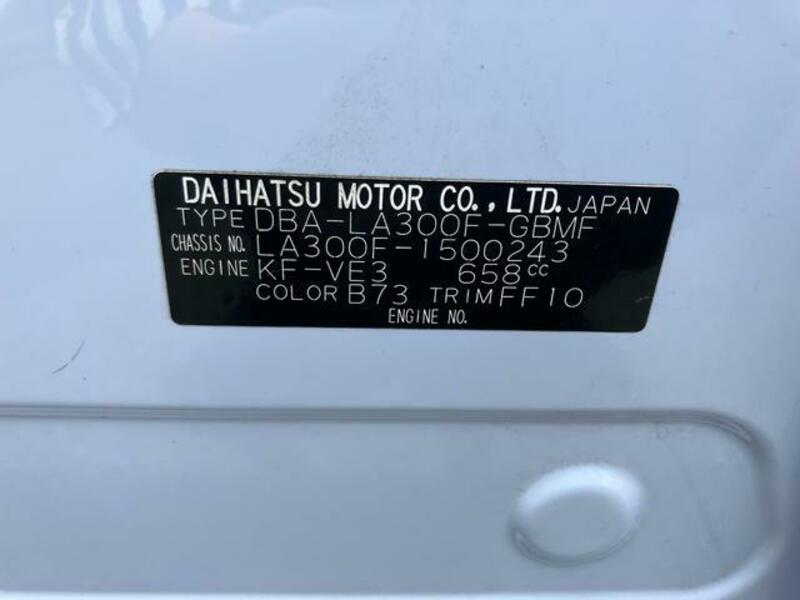 DAIHATSU MOTOR CO., LTD. JAPAN
TYPE DBA-LA300F-GBMF
CHASSIS NO. LA300F-1500243
ENGINE KF-VE3 658cc
COLOR B73 TRIM FF10
ENGINE NO.